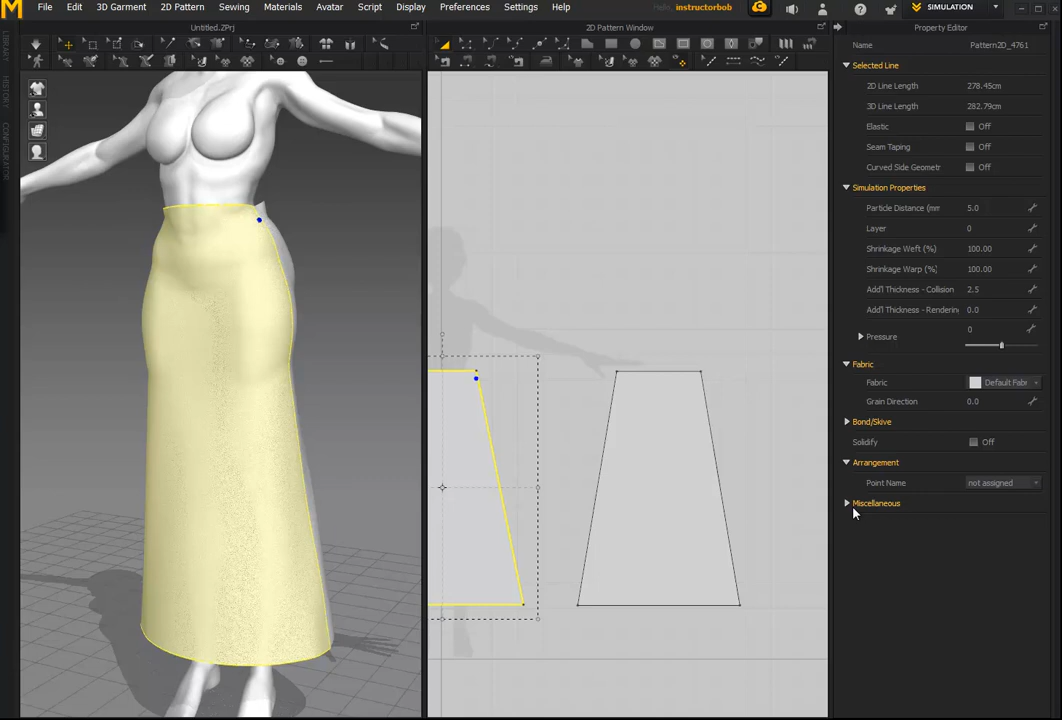 File Edit 3D Garment 2D Pattern Sewing Materials Avatar Script Display Preferences Settings Help Hello, instructorbob SIMULATION
Untitled.ZPrj
2D Pattern Window
Property Editor
LIBRARY
HISTORY
CONFIGURATOR
Name Pattern2D_4761
Selected Line
2D Line Length 278.45cm
3D Line Length 282.79cm
Elastic Off
Seam Taping Off
Curved Side Geometr Off
Simulation Properties
Particle Distance (mm 5.0
Layer 0
Shrinkage Weft (%) 100.00
Shrinkage Warp (%) 100.00
Add'l Thickness - Collision 2.5
Add'l Thickness - Renderin 0.0
Pressure 0
Fabric
Fabric Default Fabr
Grain Direction 0.0
Bond/Skive
Solidify Off
Arrangement
Point Name not assigned
Miscellaneous